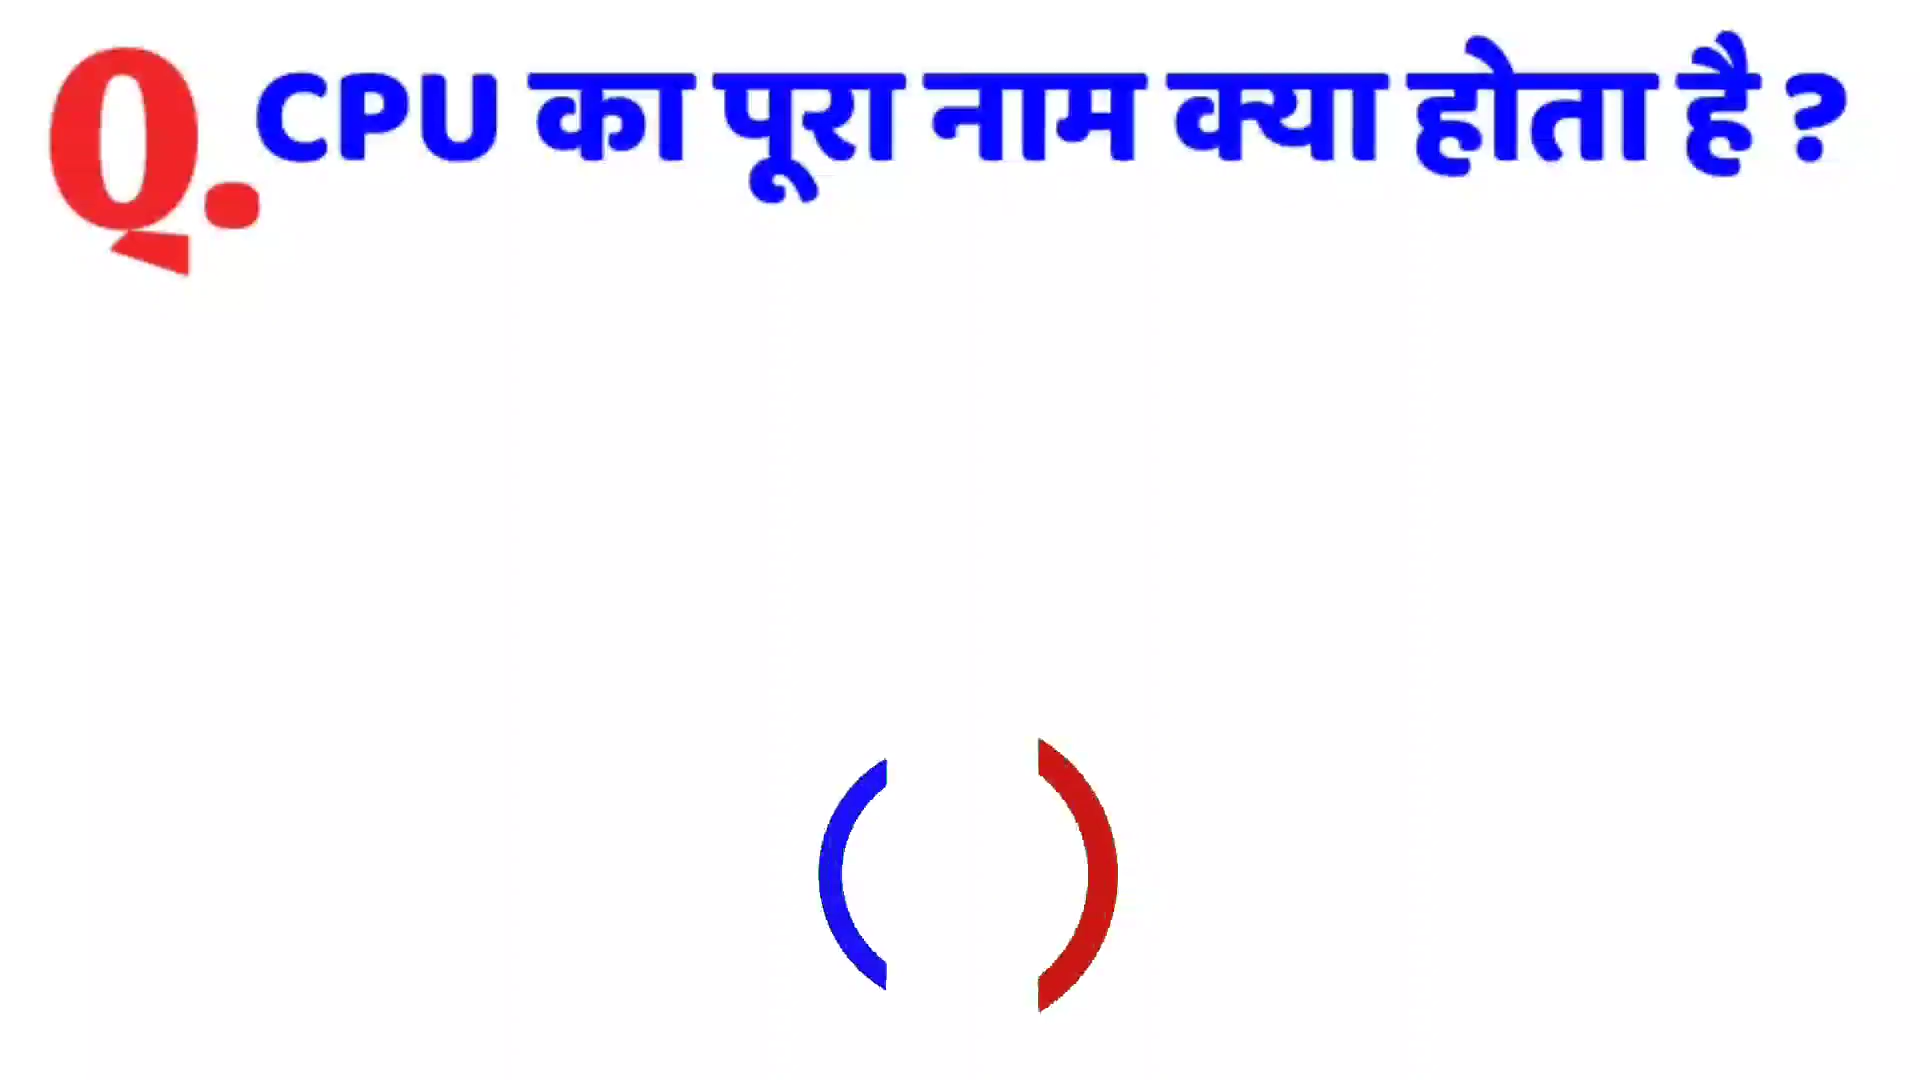 Q. CPU का पूरा नाम क्या होता है ?